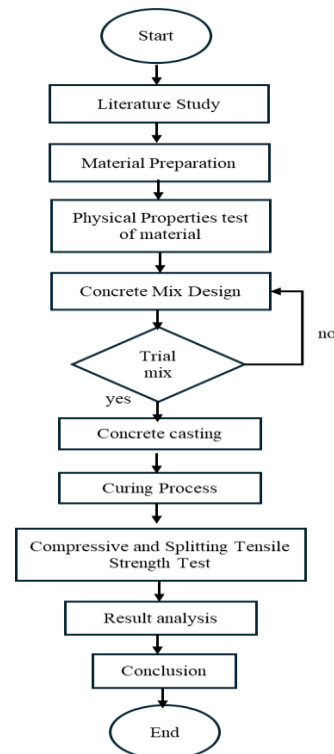 Start
Literature Study
Material Preparation
Physical Properties test
of material
Concrete Mix Design
no
Trial
mix
yes
Concrete casting
Curing Process
Compressive and Splitting Tensile
Strength Test
Result analysis
Conclusion
End